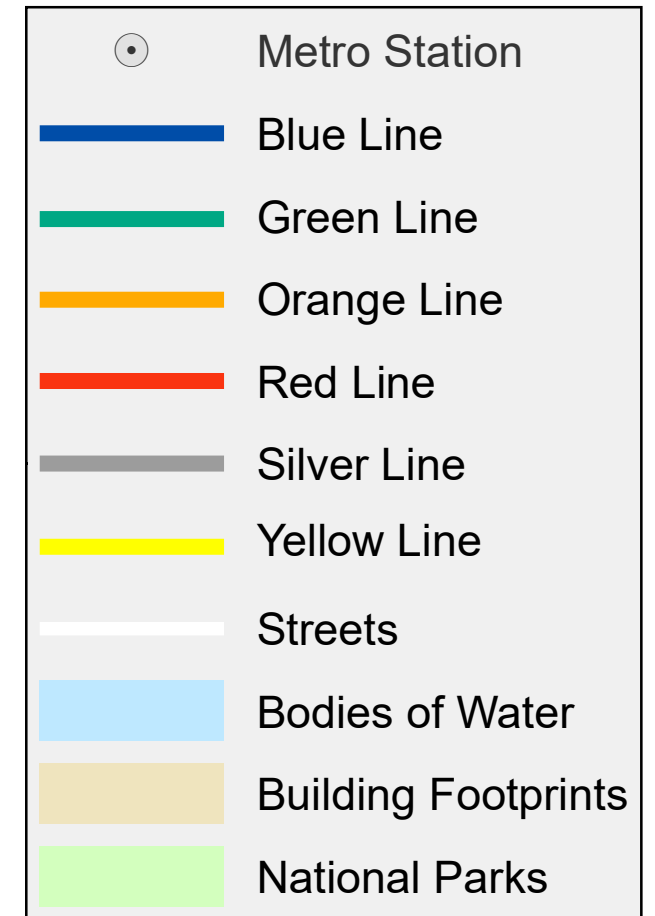 Metro Station
Blue Line
Green Line
Orange Line
Red Line
Silver Line
Yellow Line
Streets
Bodies of Water
Building Footprints
National Parks